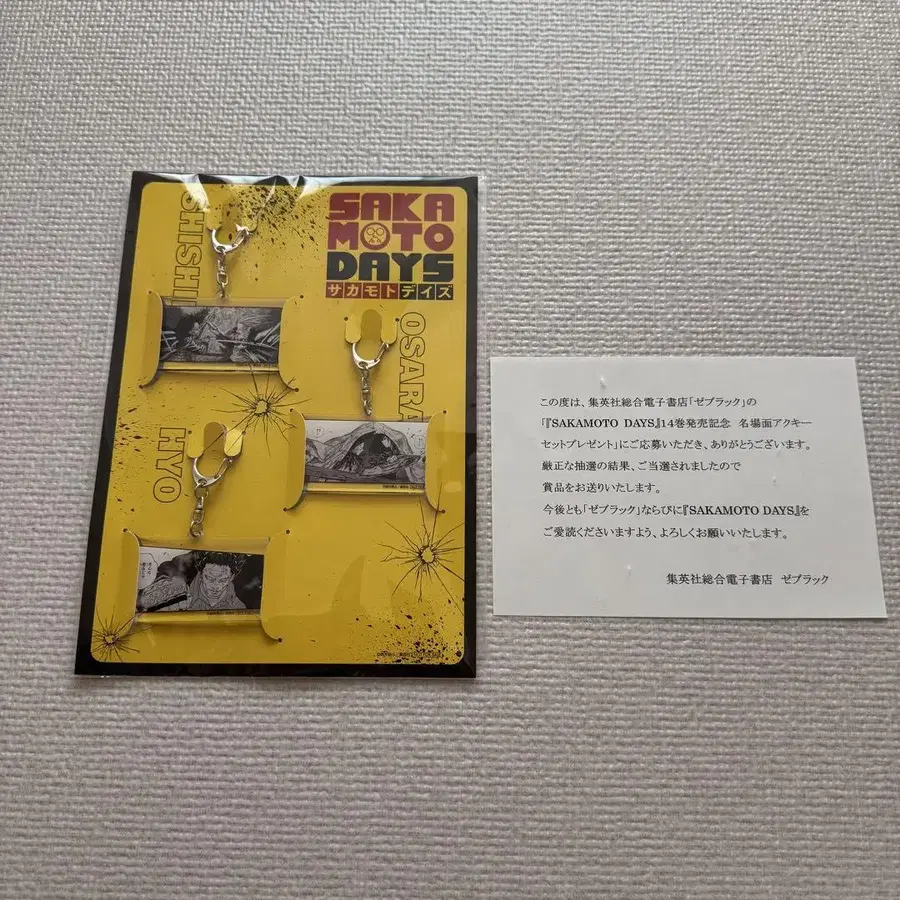 SAKA
MOTO
DAYS
サカモトデイズ
SHISHI
OSARA
HYO
この度は、集英社総合電子書店「ゼブラック」の
「『SAKAMOTO DAYS』14巻発売記念 名場面アクキー
セットプレゼント」にご応募いただき、ありがとうございます。
厳正な抽選の結果、ご当選されましたので
賞品をお送りいたします。
今後とも「ゼブラック」ならびに『SAKAMOTO DAYS』を
ご愛読くださいますよう、よろしくお願いいたします。
集英社総合電子書店 ゼブラック